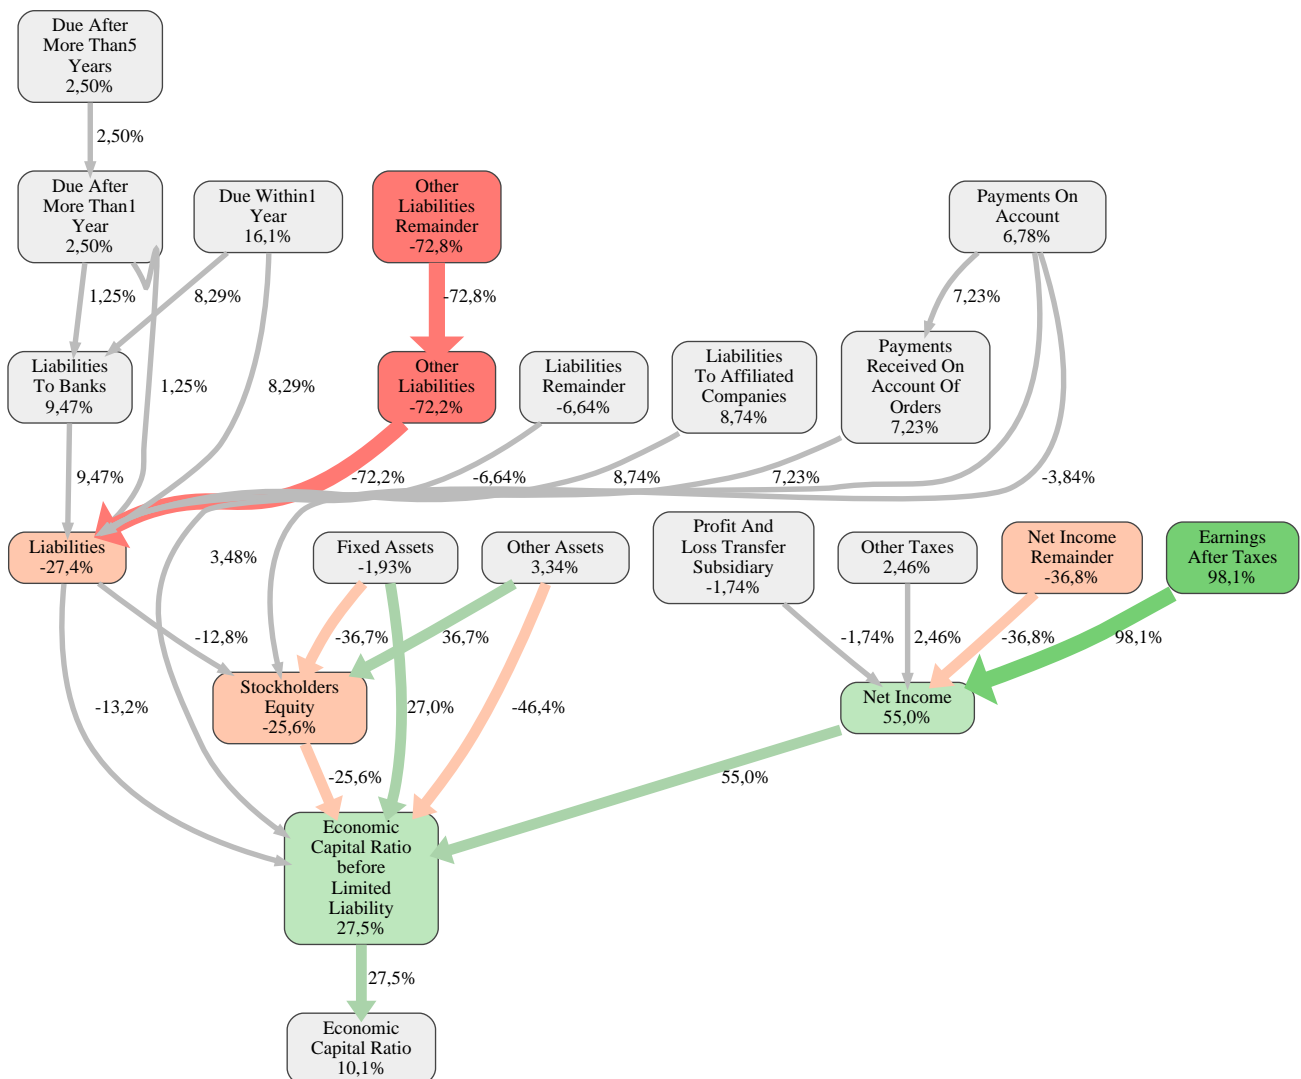 Due After
More Than5
Years
2,50%
2,50%
Due After
More Than1
Year
2,50%
Due Within1
Year
16,1%
Other
Liabilities
Remainder
-72,8%
Payments On
Account
6,78%
1,25%
8,29%
-72,8%
7,23%
Liabilities
To Banks
9,47%
1,25%
8,29%
Other
Liabilities
-72,2%
Liabilities
Remainder
-6,64%
Liabilities
To Affiliated
Companies
8,74%
Payments
Received On
Account Of
Orders
7,23%
9,47%
-72,2%
-6,64%
8,74%
7,23%
-3,84%
Liabilities
-27,4%
3,48%
Fixed Assets
-1,93%
Other Assets
3,34%
Profit And
Loss Transfer
Subsidiary
-1,74%
Other Taxes
2,46%
Net Income
Remainder
-36,8%
Earnings
After Taxes
98,1%
-12,8%
-36,7%
36,7%
-1,74%
2,46%
-36,8%
98,1%
-13,2%
Stockholders
Equity
-25,6%
27,0%
-46,4%
Net Income
55,0%
-25,6%
55,0%
Economic
Capital Ratio
before
Limited
Liability
27,5%
27,5%
Economic
Capital Ratio
10,1%